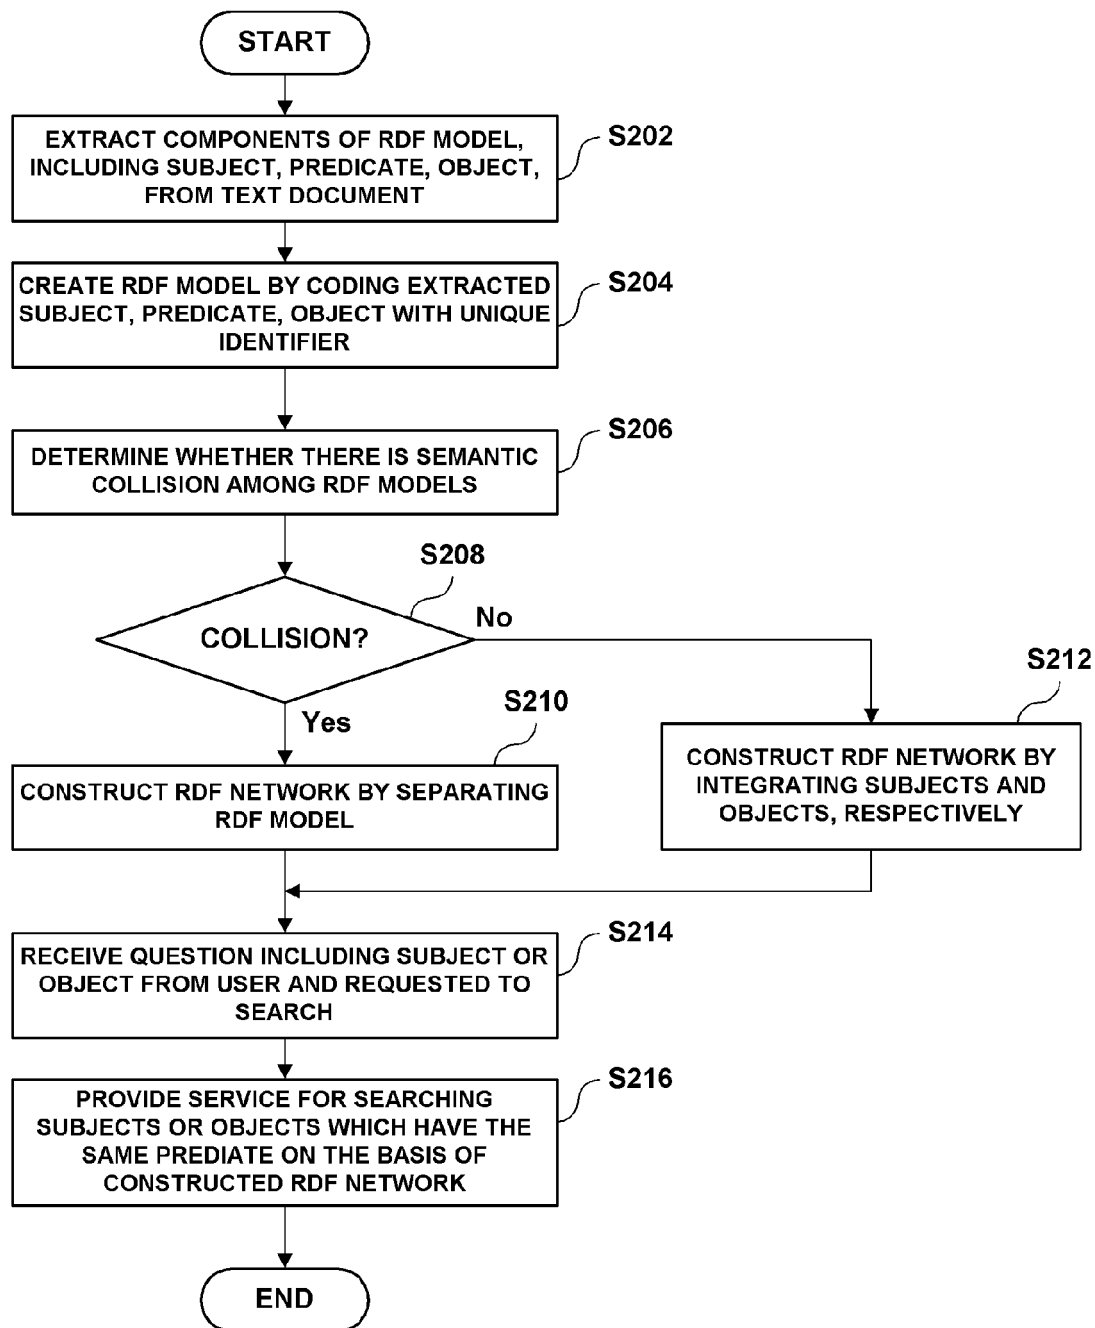 START
EXTRACT COMPONENTS OF RDF MODEL,
INCLUDING SUBJECT, PREDICATE, OBJECT,
FROM TEXT DOCUMENT
S202
CREATE RDF MODEL BY CODING EXTRACTED
SUBJECT, PREDICATE, OBJECT WITH UNIQUE
IDENTIFIER
S204
DETERMINE WHETHER THERE IS SEMANTIC
COLLISION AMONG RDF MODELS
S206
COLLISION?
S208
No
Yes
CONSTRUCT RDF NETWORK BY SEPARATING
RDF MODEL
S210
CONSTRUCT RDF NETWORK BY
INTEGRATING SUBJECTS AND
OBJECTS, RESPECTIVELY
S212
RECEIVE QUESTION INCLUDING SUBJECT OR
OBJECT FROM USER AND REQUESTED TO
SEARCH
S214
PROVIDE SERVICE FOR SEARCHING
SUBJECTS OR OBJECTS WHICH HAVE THE
SAME PREDIATE ON THE BASIS OF
CONSTRUCTED RDF NETWORK
S216
END